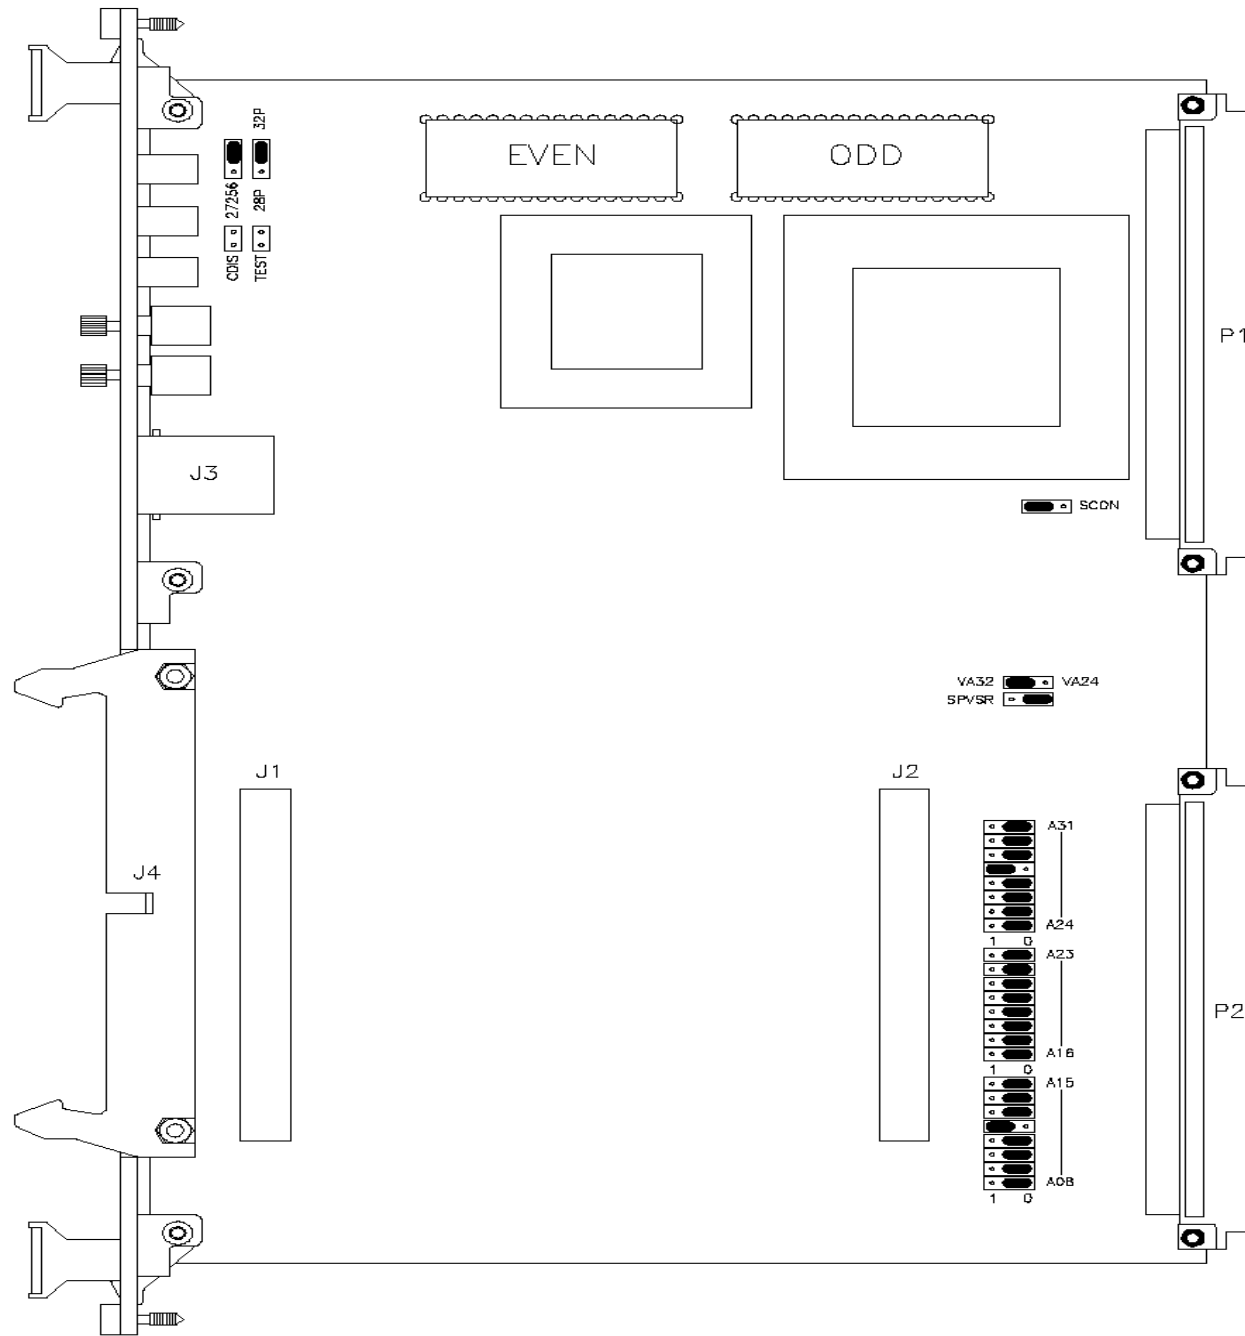 32P
EVEN
ODD
27256
28P
CDIS
TEST
P1
J3
SCON
VA32
VA24
SPVSR
J1
J2
A31
J4
A24
1 0
A23
P2
A16
1 0
A15
A08
1 0